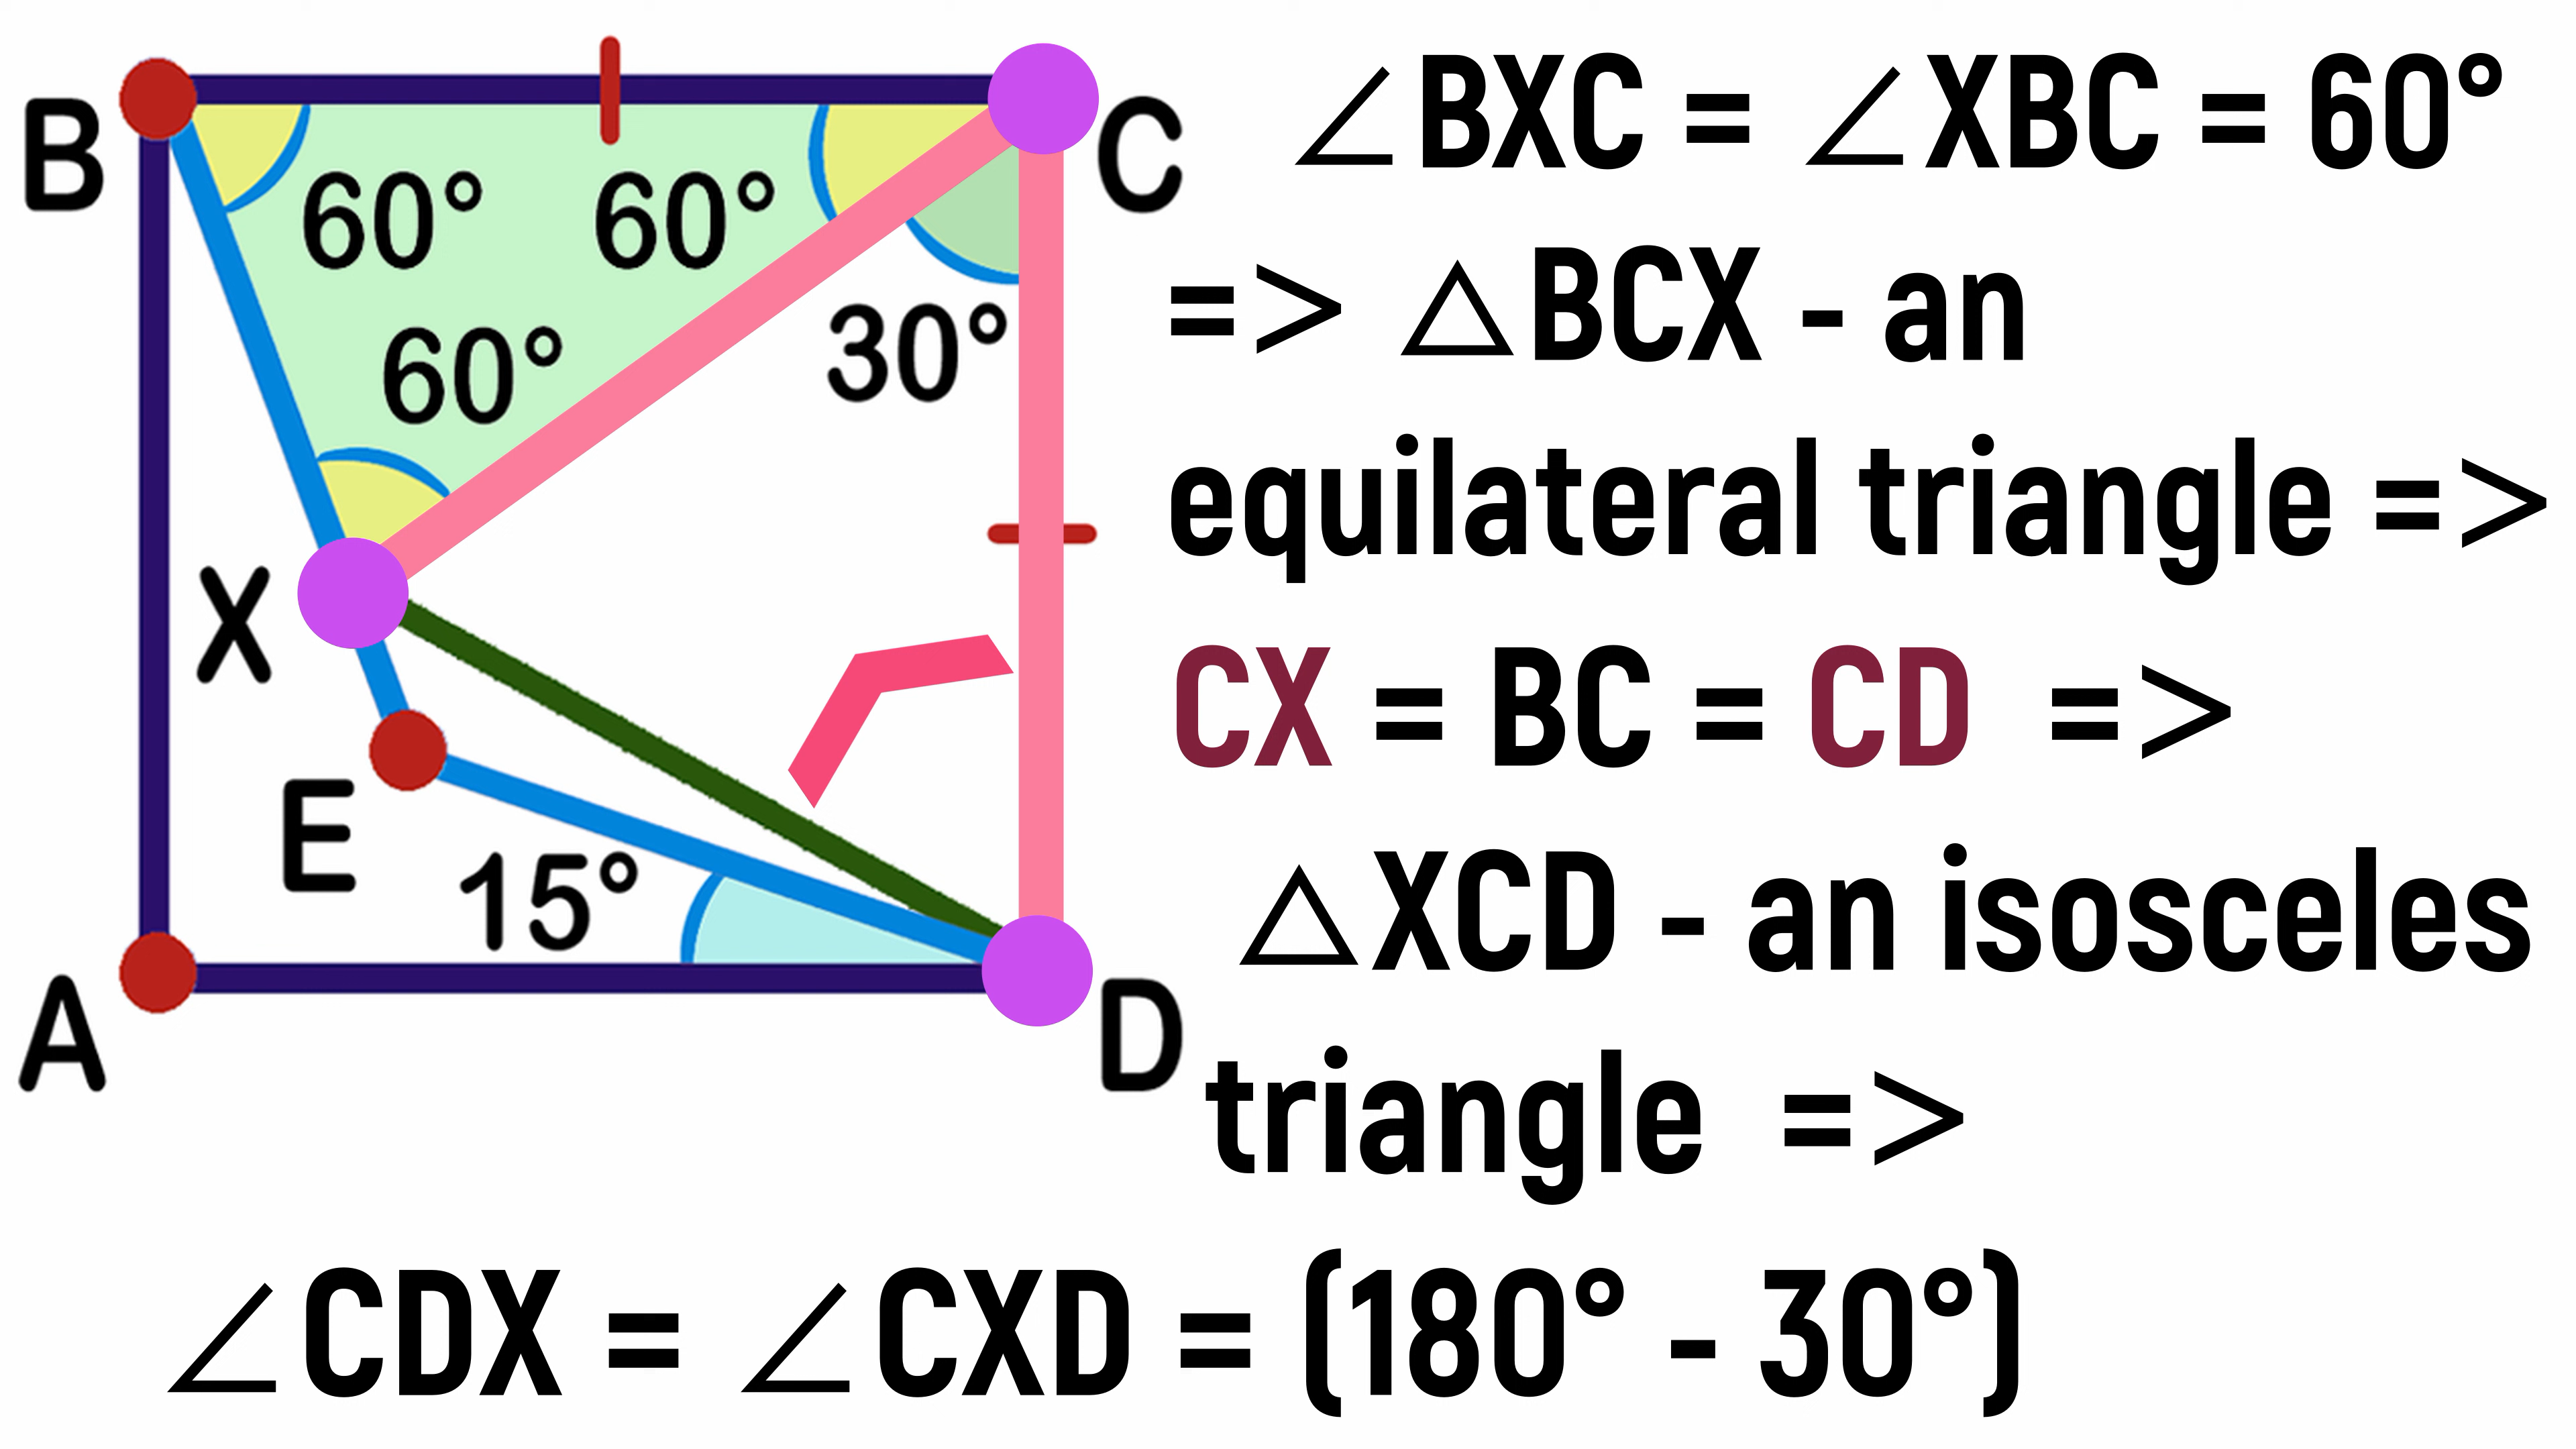 B
C
60°
60°
60°
30°
X
E
15°
A
D
∠BXC = ∠XBC = 60°
=> △BCX - an
equilateral triangle =>
CX = BC = CD =>
△XCD - an isosceles
triangle =>
∠CDX = ∠CXD = (180° - 30°)